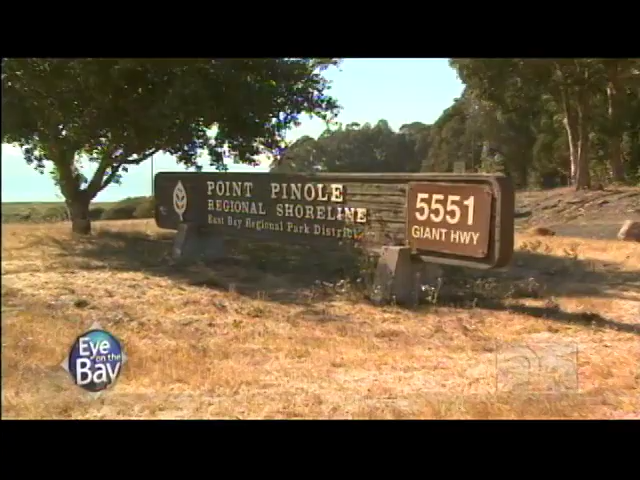 POINT PINOLE
REGIONAL SHORELINE
East Bay Regional Park District
5551
GIANT HWY
Eye
on the
Bay